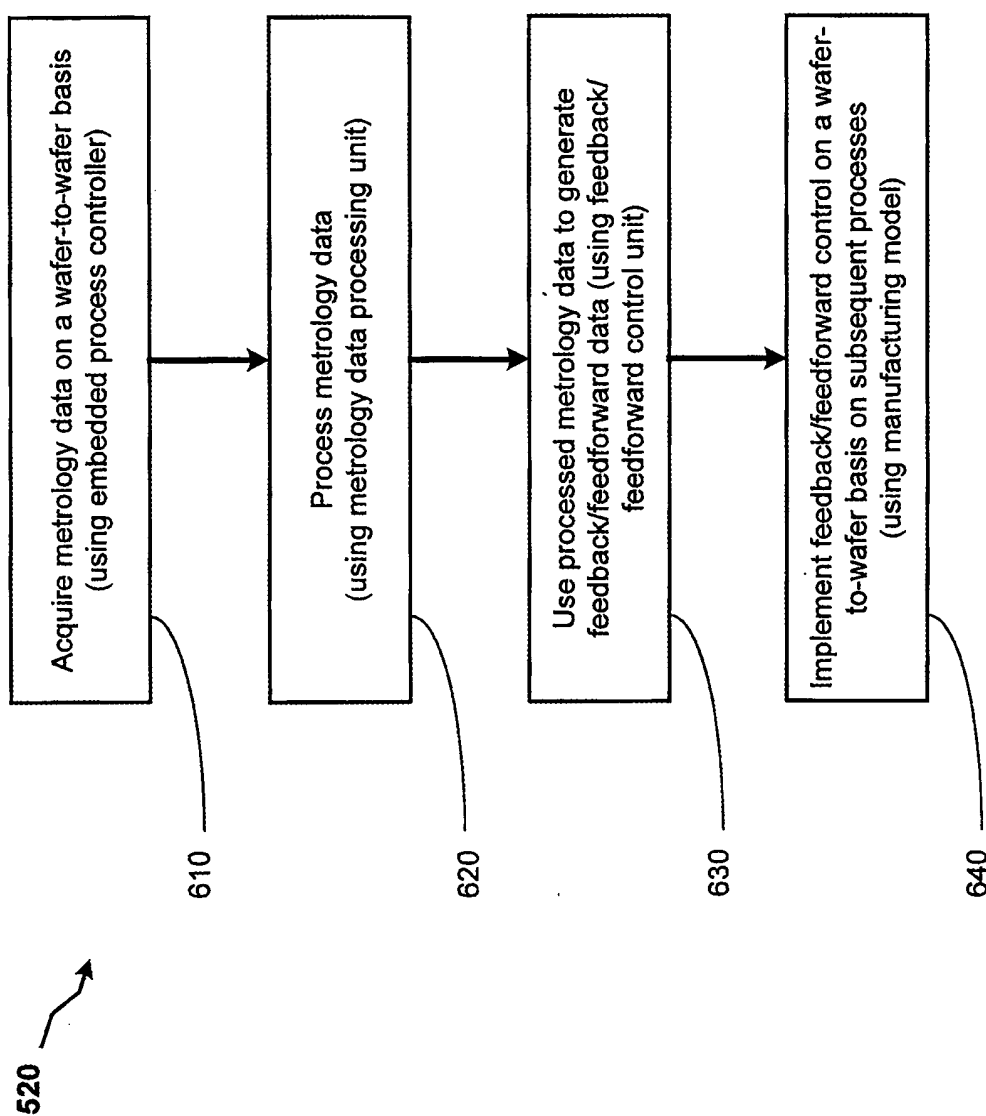 520
Acquire metrology data on a wafer-to-wafer basis
(using embedded process controller)
610
Process metrology data
(using metrology data processing unit)
620
Use processed metrology data to generate
feedback/feedforward data (using feedback/
feedforward control unit)
630
Implement feedback/feedforward control on a wafer-
to-wafer basis on subsequent processes
(using manufacturing model)
640